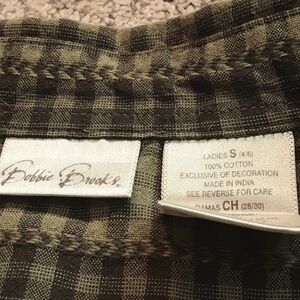 Bobbie Brooks
LADIES S (4/6)
100% COTTON
EXCLUSIVE OF DECORATION
MADE IN INDIA
SEE REVERSE FOR CARE
DAMAS CH (28/30)